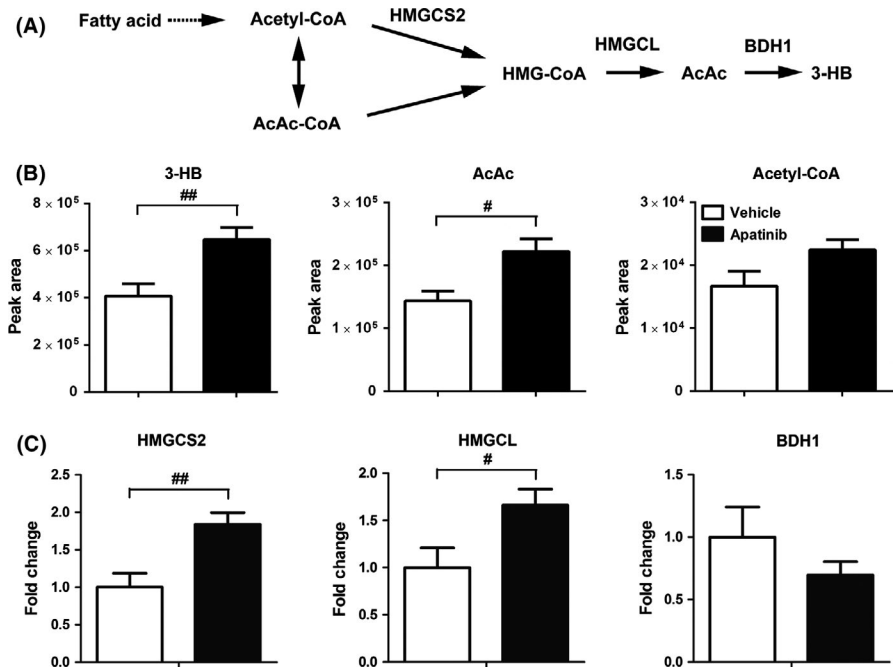 (A)
Fatty acid Acetyl-CoA HMGCS2
HMGCL BDH1
HMG-CoA AcAc 3-HB
AcAc-CoA
(B)
3-HB
##
Peak area
8 × 10⁵
6 × 10⁵
4 × 10⁵
2 × 10⁵
0
AcAc
#
Peak area
3 × 10⁵
2 × 10⁵
1 × 10⁵
0
Acetyl-CoA
Vehicle
Apatinib
Peak area
3 × 10⁴
2 × 10⁴
1 × 10⁴
0
(C)
HMGCS2
##
Fold change
2.5
2.0
1.5
1.0
0.5
0.0
HMGCL
#
Fold change
2.0
1.5
1.0
0.5
0.0
BDH1
Fold change
1.5
1.0
0.5
0.0